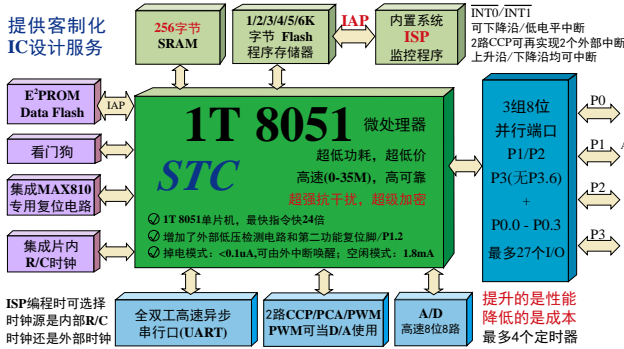 提供客制化
IC设计服务
256字节
SRAM
1/2/3/4/5/6K
字节 Flash
程序存储器
IAP
内置系统
ISP
监控程序
INT0/INT1
可下降沿/低电平中断
2路CCP可再实现2个外部中断
上升沿/下降沿均可中断
E²PROM
Data Flash
IAP
看门狗
集成MAX810
专用复位电路
集成片内
R/C时钟
1T 8051 微处理器
STC
超低功耗，超低价
高速(0-35M)，高可靠
超强抗干扰，超级加密
1T 8051单片机，最快指令快24倍
增加了外部低压检测电路和第二功能复位脚/P1.2
掉电模式：<0.1uA,可由外中断唤醒；空闲模式：1.8mA
3组8位
并行端口
P1/P2
P3(无P3.6)
+
P0.0 - P0.3
最多27个I/O
P0
P1
A
P2
P3
ISP编程时可选择
时钟源是内部R/C
时钟还是外部时钟
全双工高速异步
串行口(UART)
2路CCP/PCA/PWM
PWM可当D/A使用
A/D
高速8位8路
提升的是性能
降低的是成本
最多4个定时器